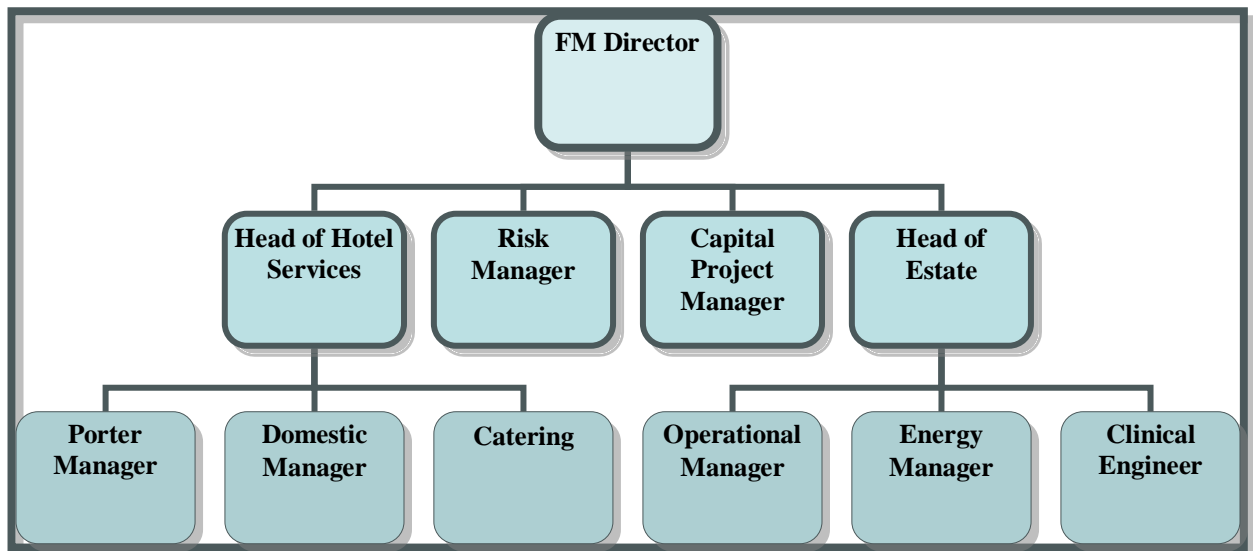 FM Director
Head of Hotel
Services
Risk
Manager
Capital
Project
Manager
Head of
Estate
Porter
Manager
Domestic
Manager
Catering
Operational
Manager
Energy
Manager
Clinical
Engineer